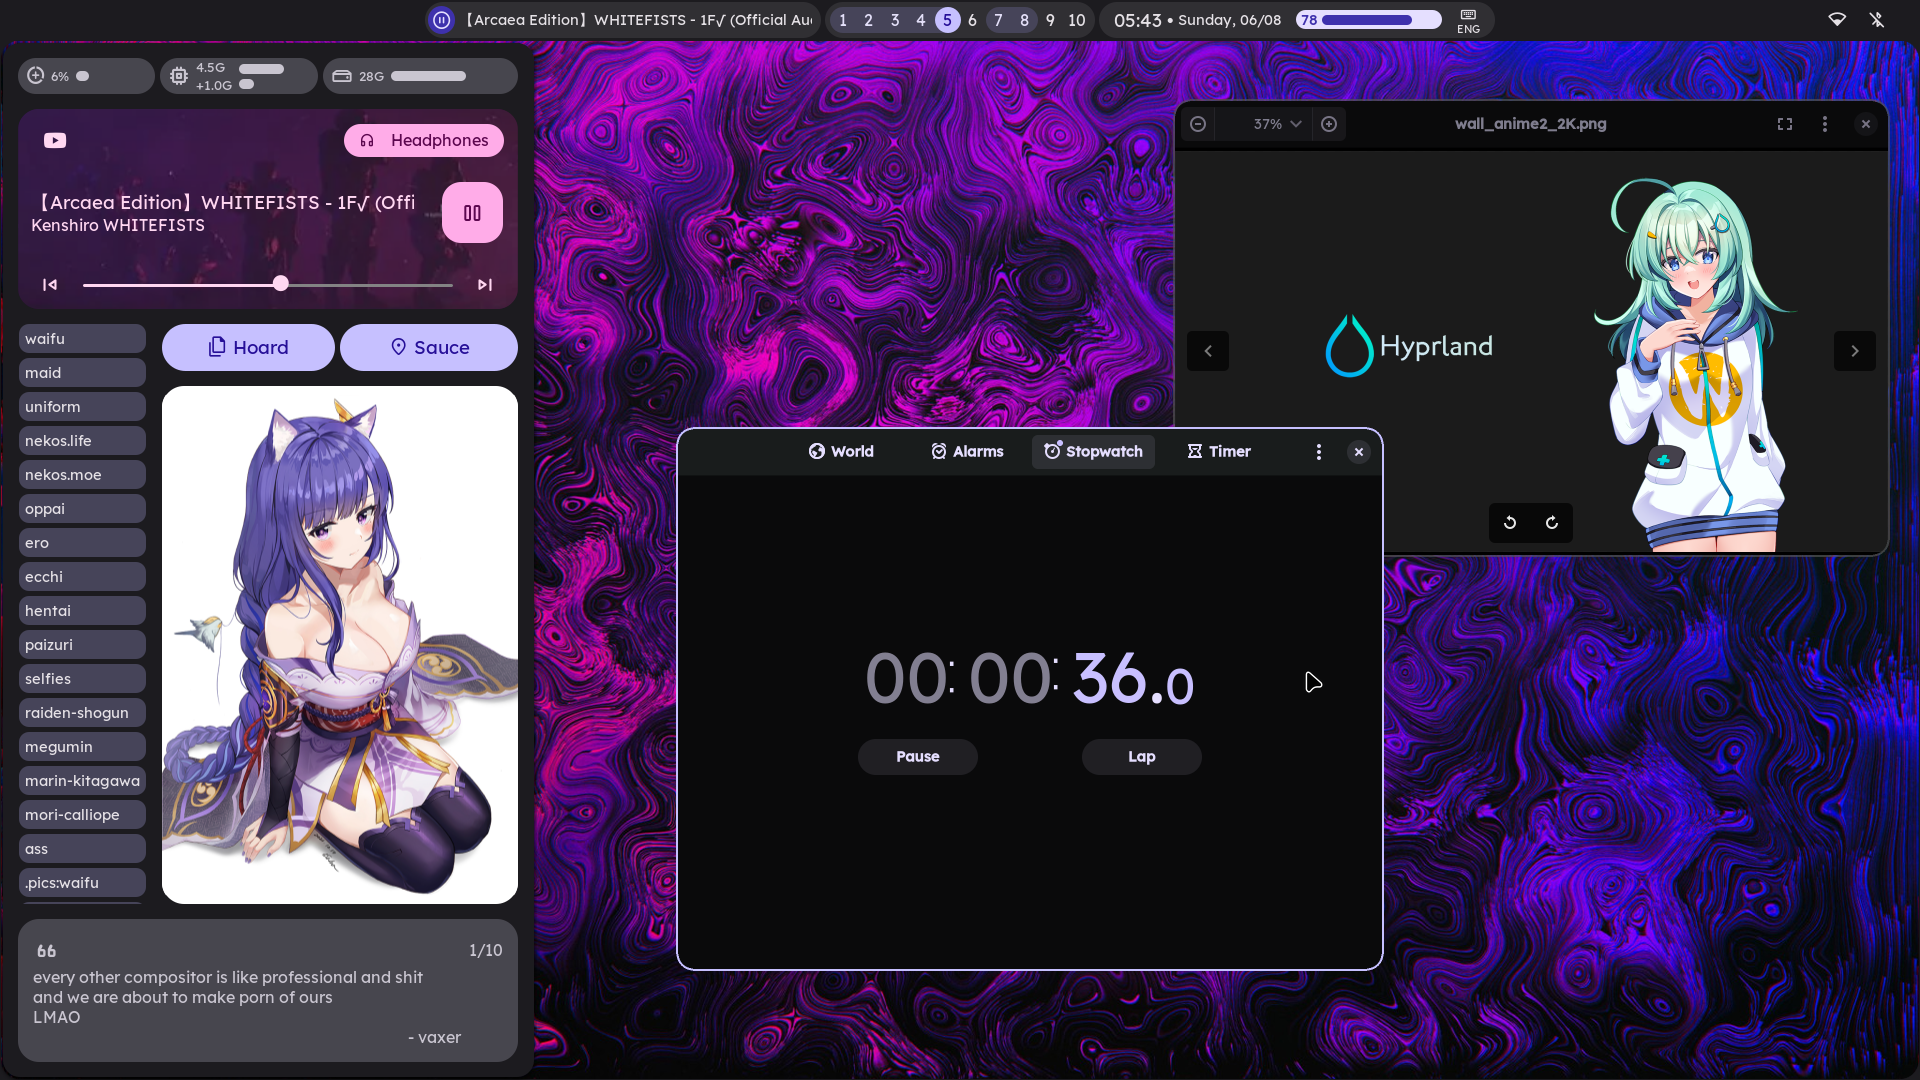 【Arcaea Edition】WHITEFISTS - 1F√ (Official Au
1 2 3 4 5 6 7 8 9 10
05:43 • Sunday, 06/08
78
ENG
6%
4.5G
+1.0G
28G
Headphones
【Arcaea Edition】WHITEFISTS - 1F√ (Offi
Kenshiro WHITEFISTS
waifu
maid
uniform
nekos.life
nekos.moe
oppai
ero
ecchi
hentai
paizuri
selfies
raiden-shogun
megumin
marin-kitagawa
mori-calliope
ass
.pics:waifu
Hoard
Sauce
1/10
every other compositor is like professional and shit
and we are about to make porn of ours
LMAO
- vaxer
37%
wall_anime2_2K.png
Hyprland
World
Alarms
Stopwatch
Timer
00:00:36.0
Pause
Lap